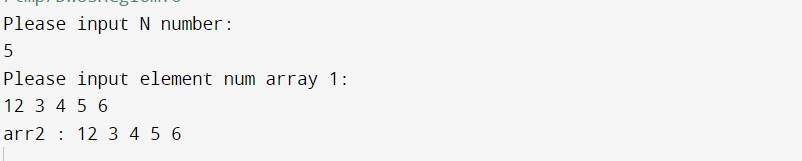 Please input N number:
5
Please input element num array 1:
12 3 4 5 6
arr2 : 12 3 4 5 6